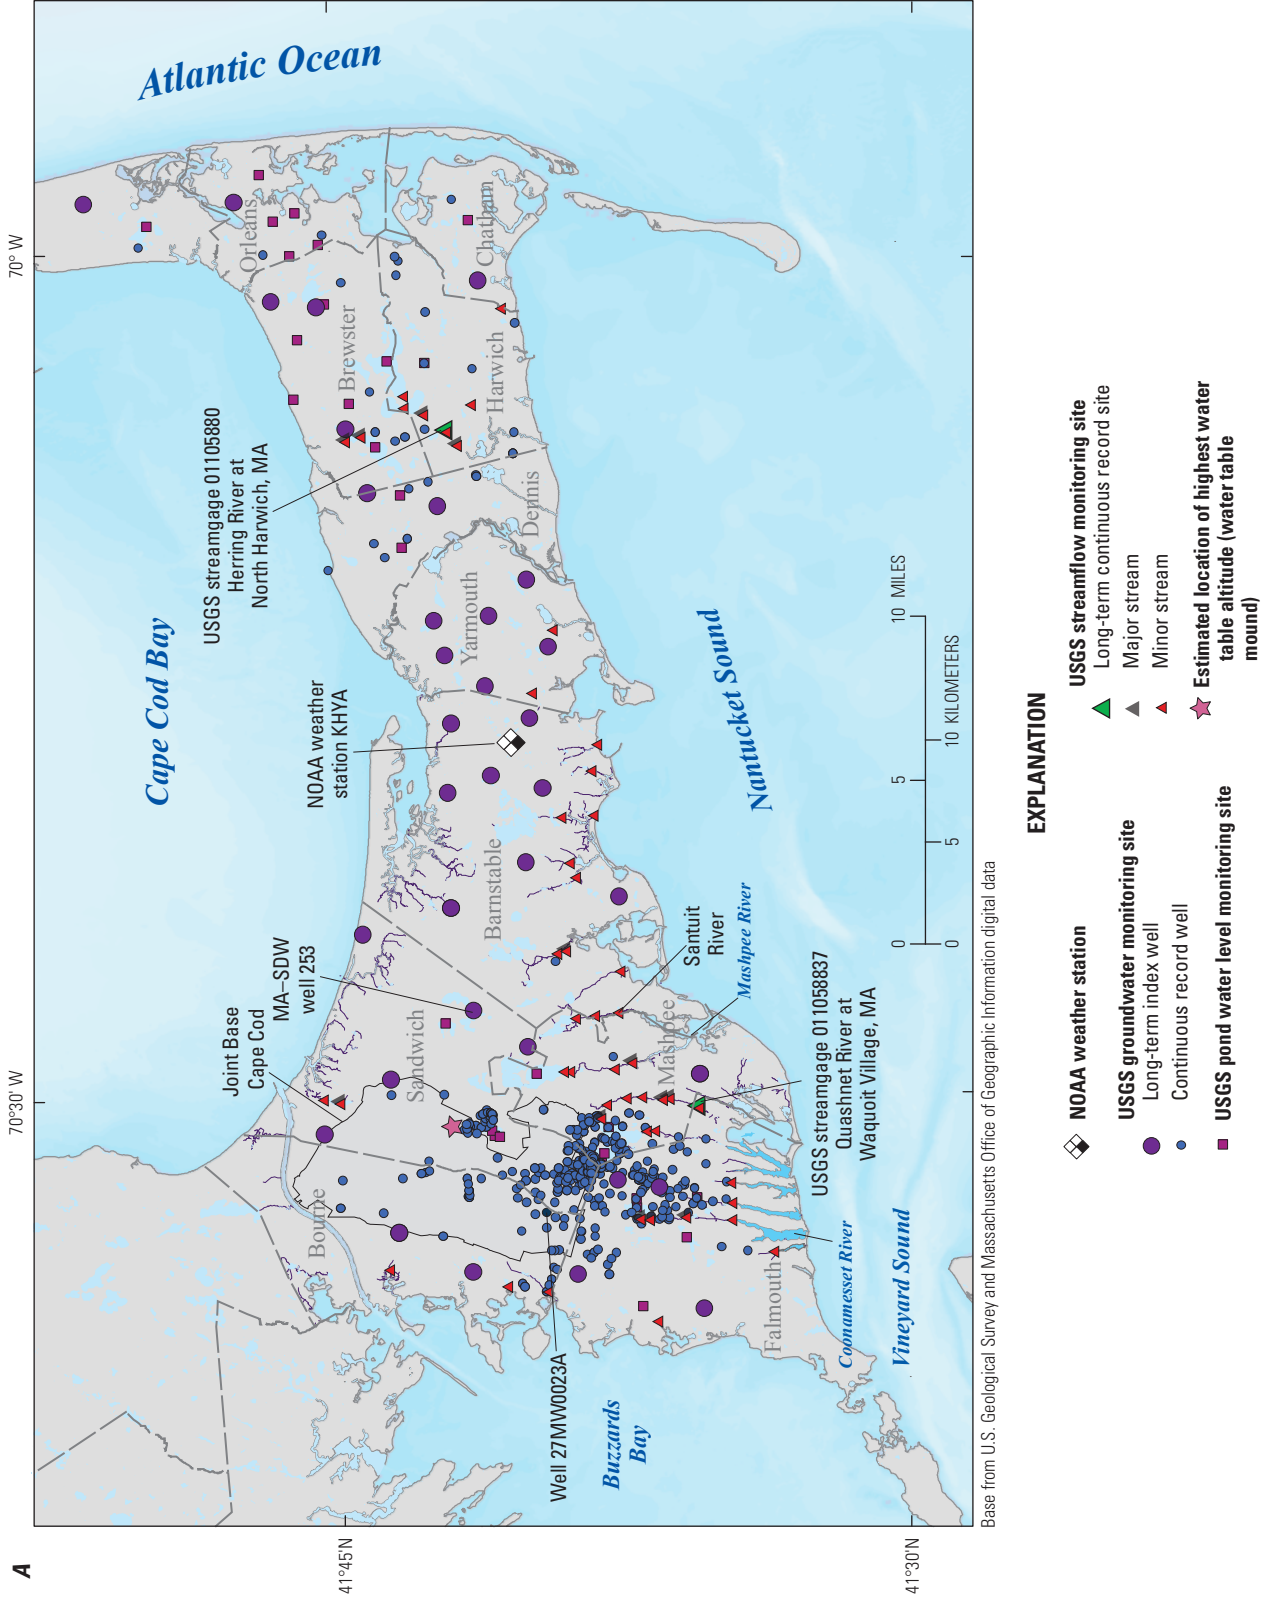 A
70°30' W
70° W
41°45'N
41°30'N
Cape Cod Bay
Atlantic Ocean
Nantucket Sound
Vineyard Sound
Buzzards
Bay
Joint Base
Cape Cod
MA–SDW
well 253
NOAA weather
station KHYA
USGS streamgage 01105880
Herring River at
North Harwich, MA
Bourne
Sandwich
Barnstable
Yarmouth
Dennis
Brewster
Harwich
Orleans
Chatham
Mashpee
Falmouth
Santuit
River
Mashpee River
USGS streamgage 011058837
Quashnet River at
Waquoit Village, MA
Coonamesset River
Well 27MW0023A
0 5 10 MILES
0 5 10 KILOMETERS
Base from U.S. Geological Survey and Massachusetts Office of Geographic Information digital data
EXPLANATION
NOAA weather station
USGS groundwater monitoring site
Long-term index well
Continuous record well
USGS pond water level monitoring site
USGS streamflow monitoring site
Long-term continuous record site
Major stream
Minor stream
Estimated location of highest water
table altitude (water table
mound)